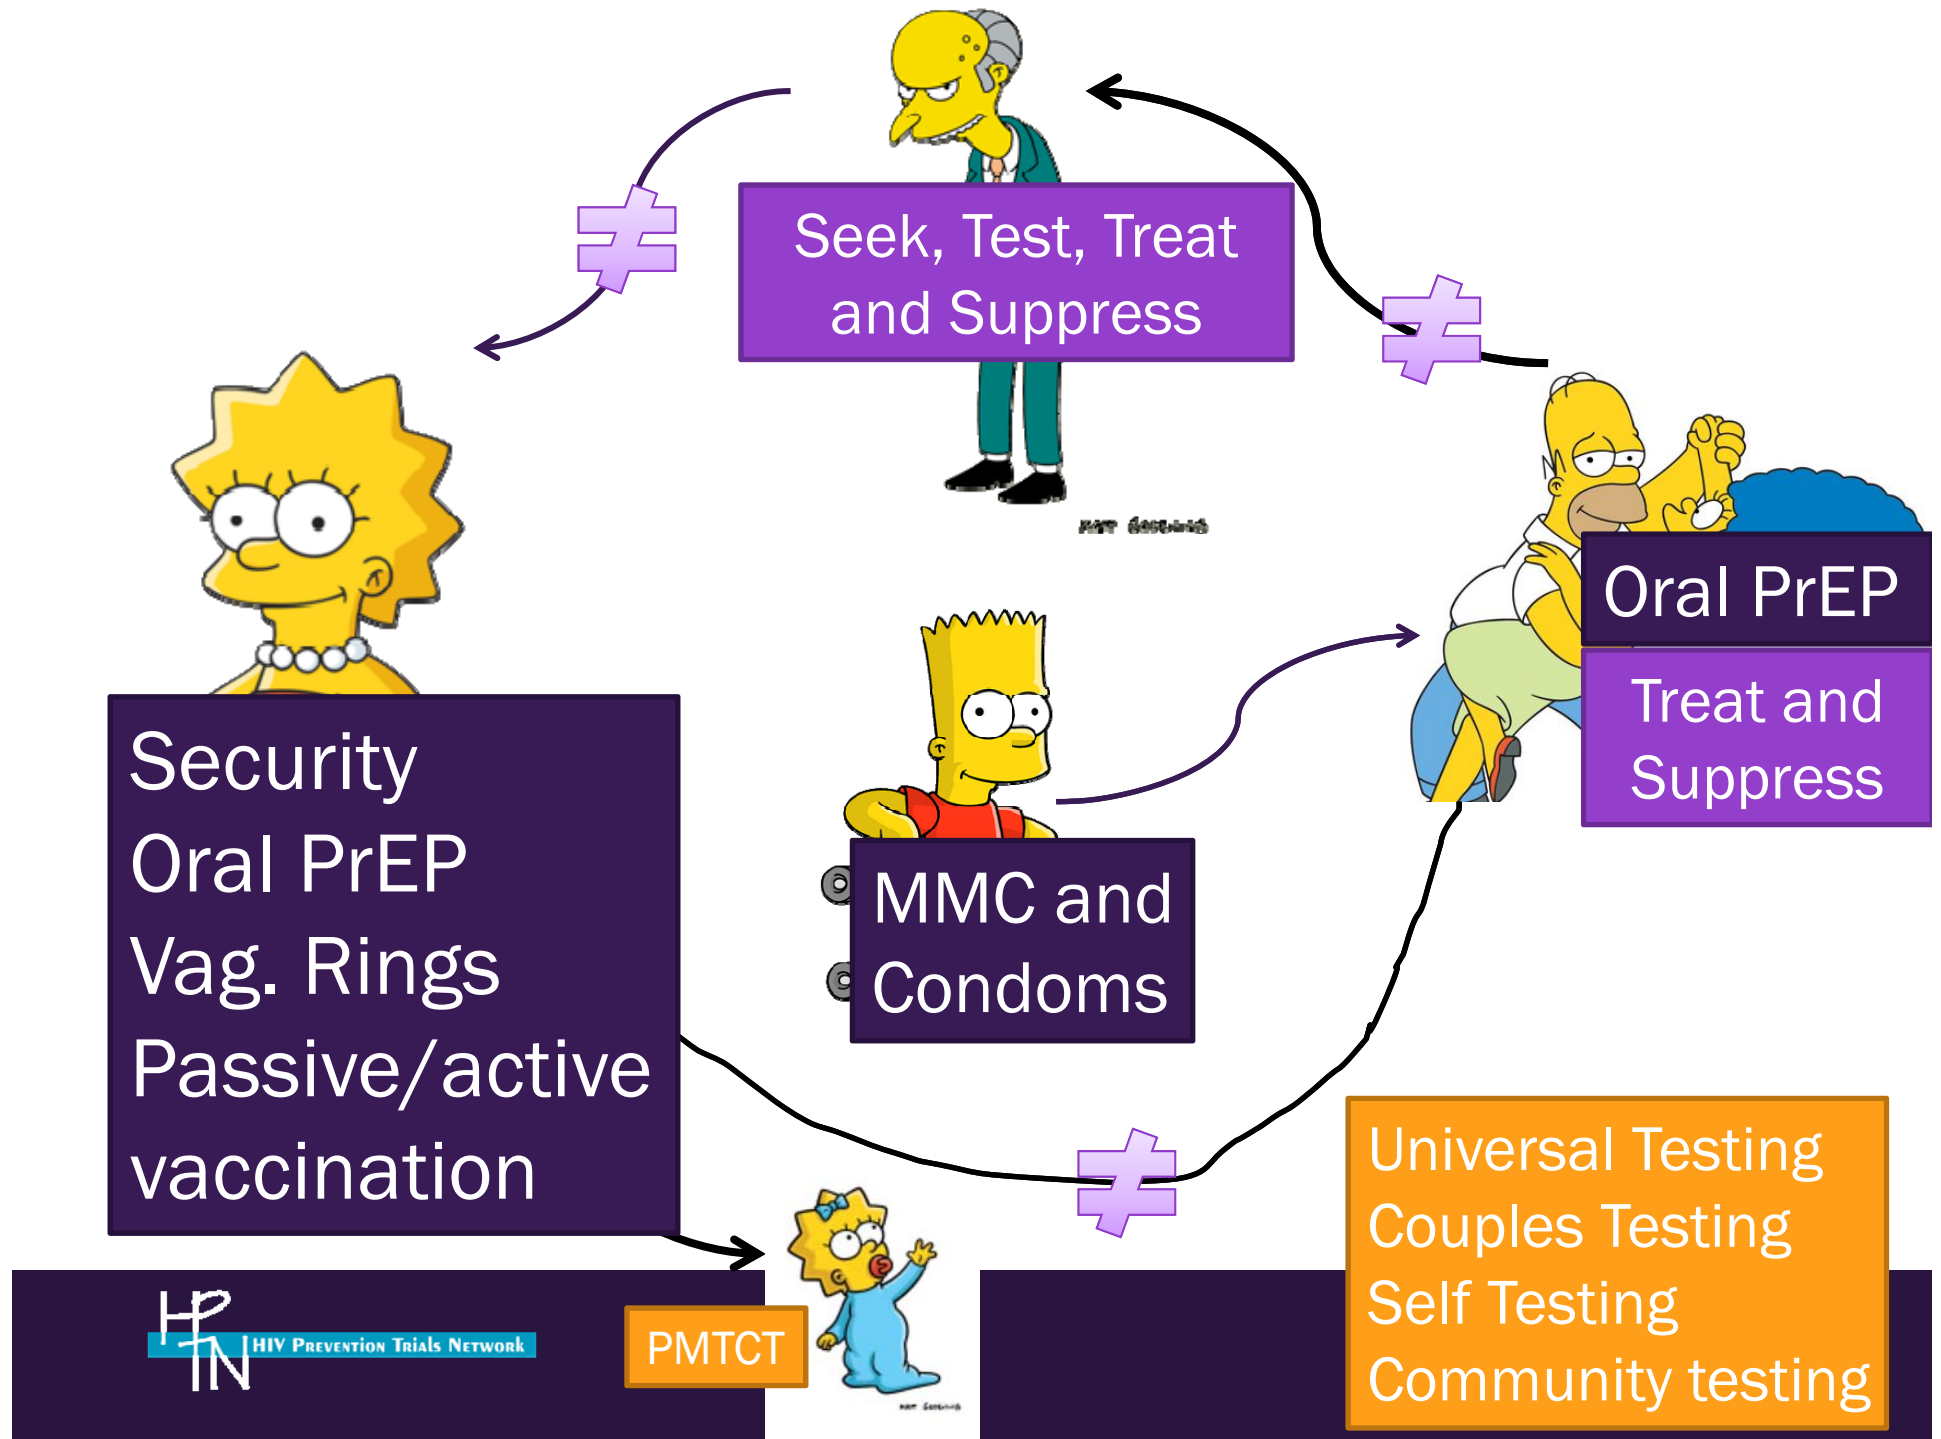 Seek, Test, Treat
and Suppress
Oral PrEP
Treat and
Suppress
Security
Oral PrEP
Vag. Rings
Passive/active
vaccination
MMC and
Condoms
Universal Testing
Couples Testing
Self Testing
Community testing
PMTCT
HPTN
HIV PREVENTION TRIALS NETWORK